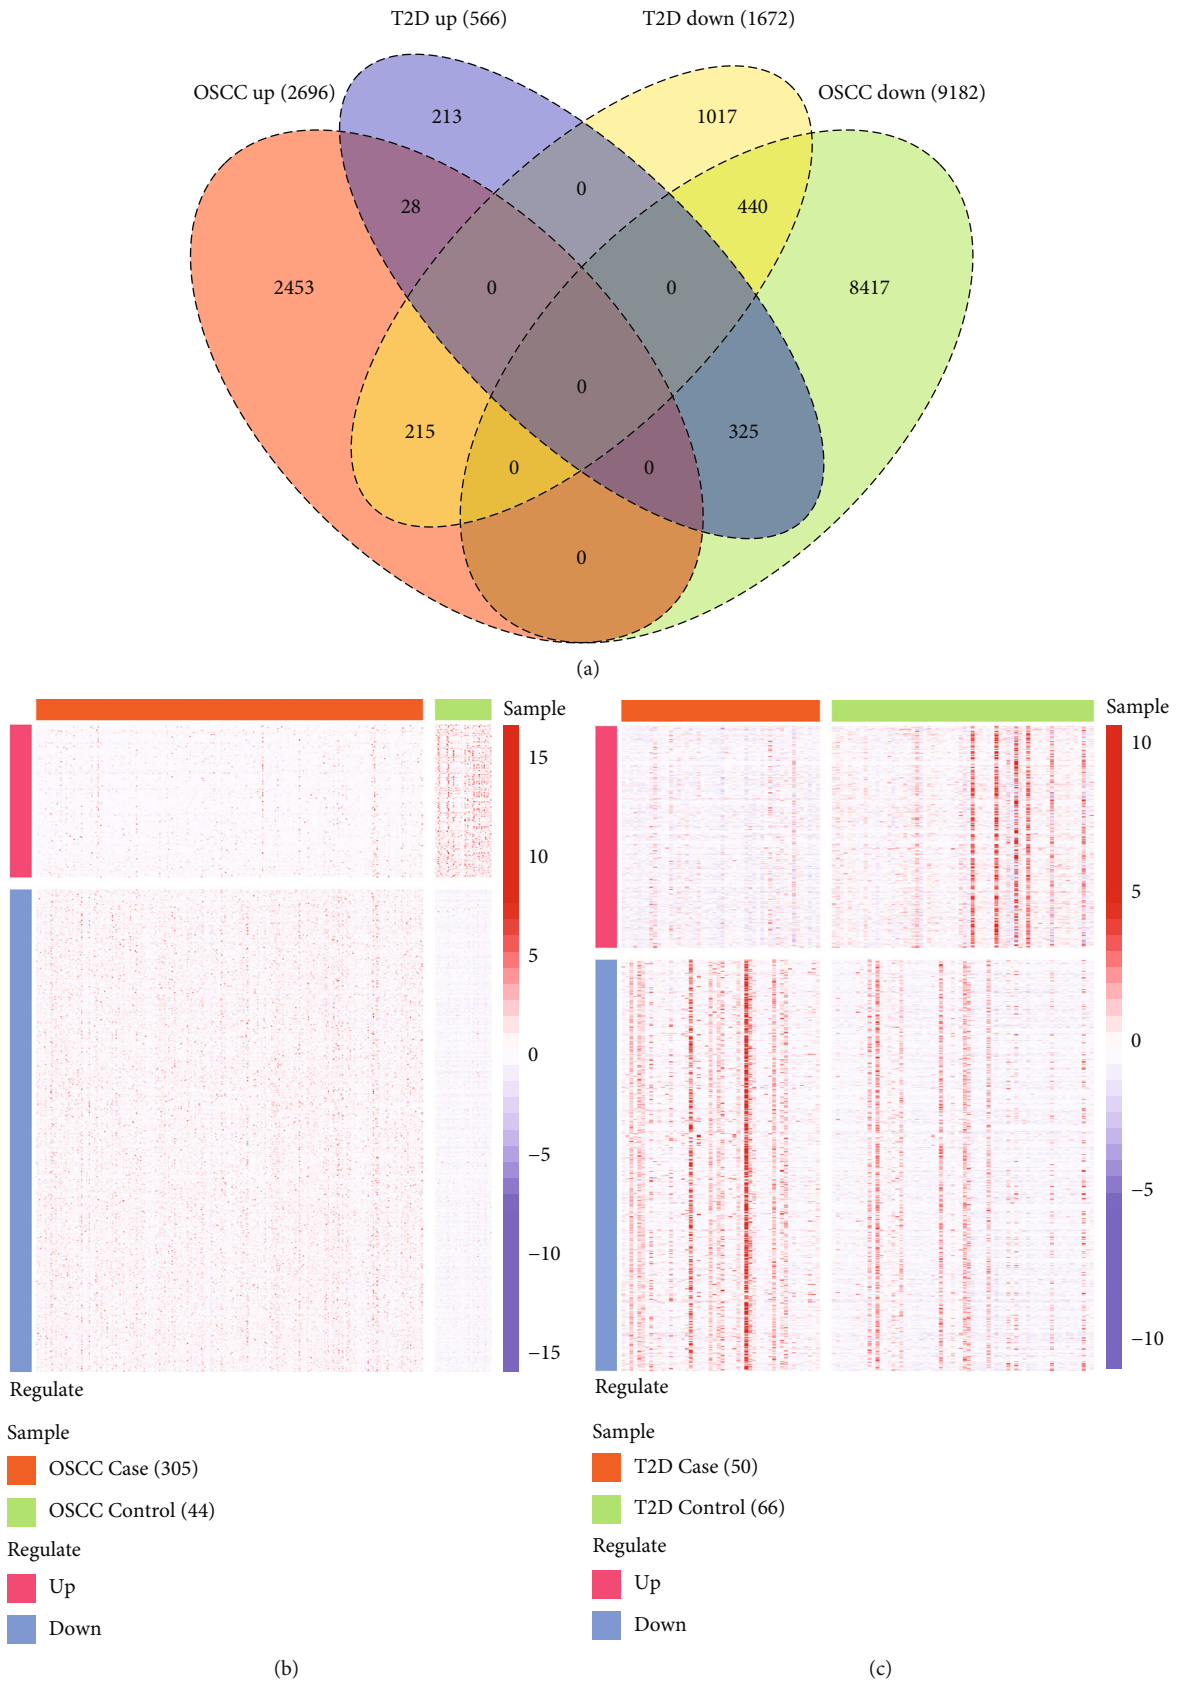 T2D up (566)
T2D down (1672)
OSCC up (2696)
OSCC down (9182)
213
1017
0
28
440
2453
0
0
8417
0
215
325
0
0
0
(a)
Sample
15
10
5
0
−5
−10
−15
Regulate
Sample
OSCC Case (305)
OSCC Control (44)
Regulate
Up
Down
(b)
Sample
10
5
0
−5
−10
Regulate
Sample
T2D Case (50)
T2D Control (66)
Regulate
Up
Down
(c)